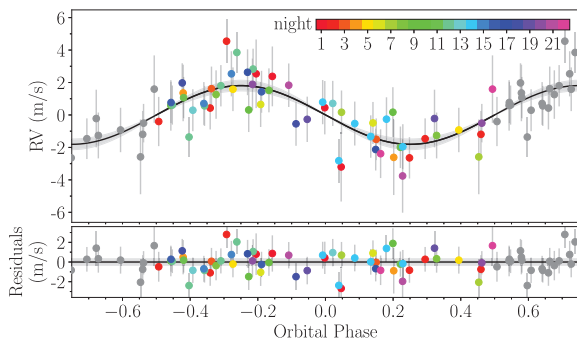 night
1 3 5 7 9 11 13 15 17 19 21
6
4
2
0
−2
−4
−6
RV (m/s)
2
0
−2
Residuals
(m/s)
−0.6 −0.4 −0.2 0.0 0.2 0.4 0.6
Orbital Phase